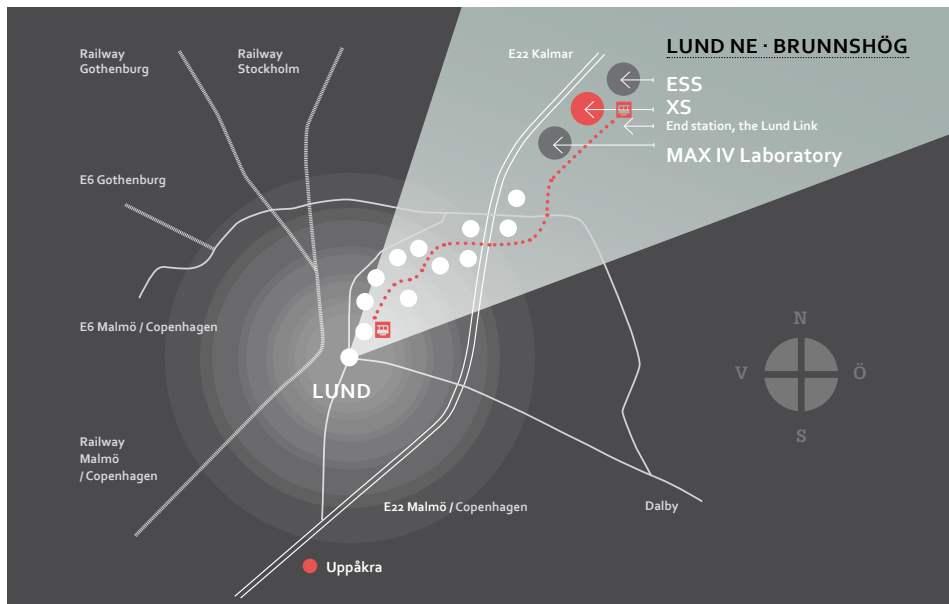 Railway
Gothenburg
Railway
Stockholm
E22 Kalmar
LUND NE · BRUNNSHÖG
ESS
XS
End station, the Lund Link
MAX IV Laboratory
E6 Gothenburg
E6 Malmö / Copenhagen
LUND
N
V
Ö
S
Railway
Malmö
/ Copenhagen
E22 Malmö / Copenhagen
Dalby
Uppåkra